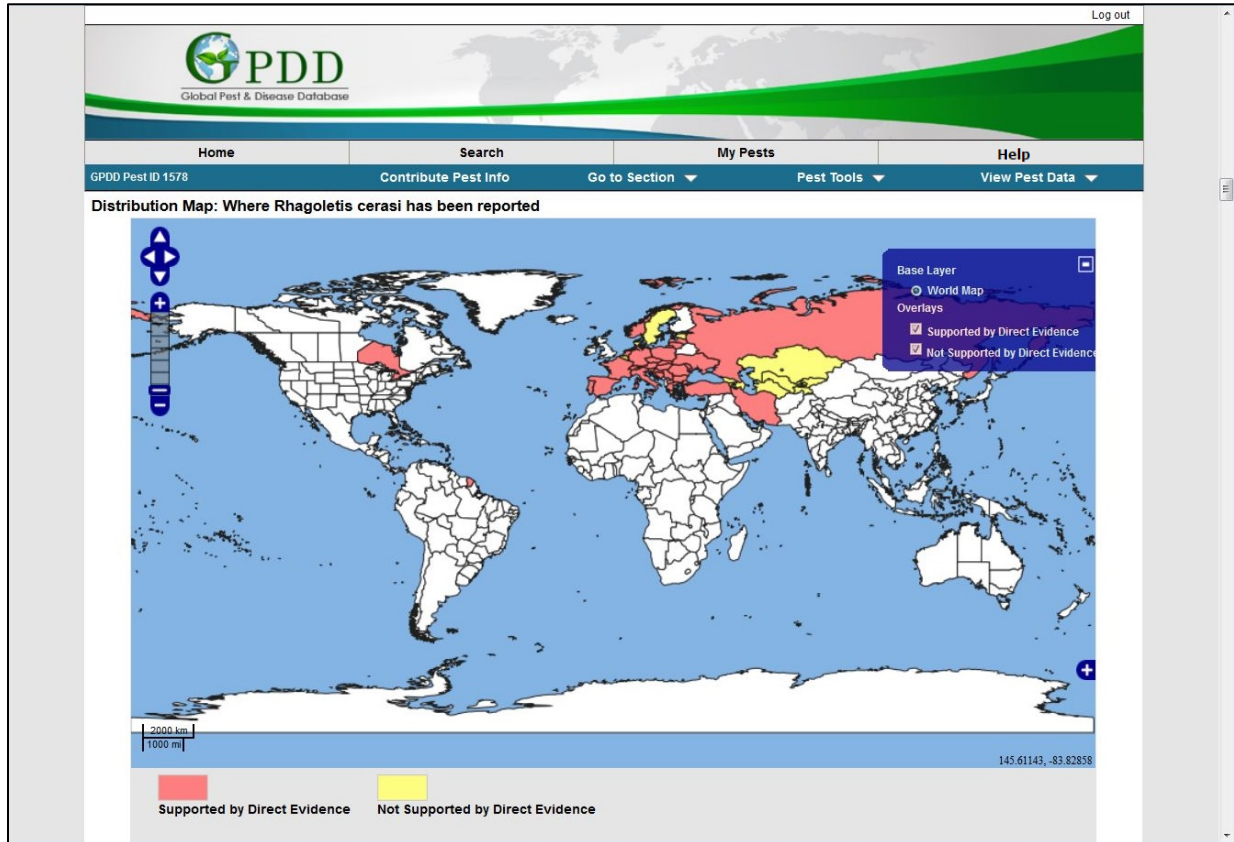 Log out
GPDD
Global Pest & Disease Database
Home Search My Pests Help
GPDD Pest ID 1578 Contribute Pest Info Go to Section Pest Tools View Pest Data
Distribution Map: Where Rhagoletis cerasi has been reported
Base Layer
World Map
Overlays
Supported by Direct Evidence
Not Supported by Direct Evidence
2000 km
1000 mi
145.61143, -83.82858
Supported by Direct Evidence Not Supported by Direct Evidence